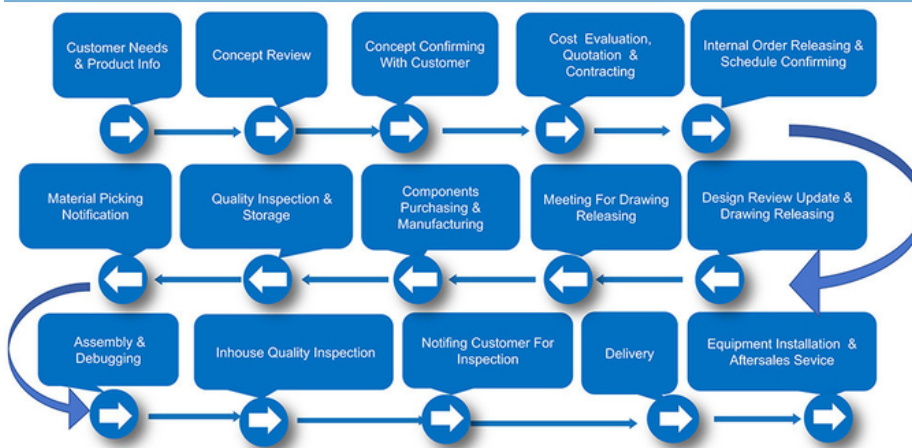 Customer Needs
& Product Info
Concept Review
Concept Confirming
With Customer
Cost Evaluation,
Quotation &
Contracting
Internal Order Releasing &
Schedule Confirming
Material Picking
Notification
Quality Inspection &
Storage
Components
Purchasing &
Manufacturing
Meeting For Drawing
Releasing
Design Review Update &
Drawing Releasing
Assembly &
Debugging
Inhouse Quality Inspection
Notifing Customer For
Inspection
Delivery
Equipment Installation &
Aftersales Sevice